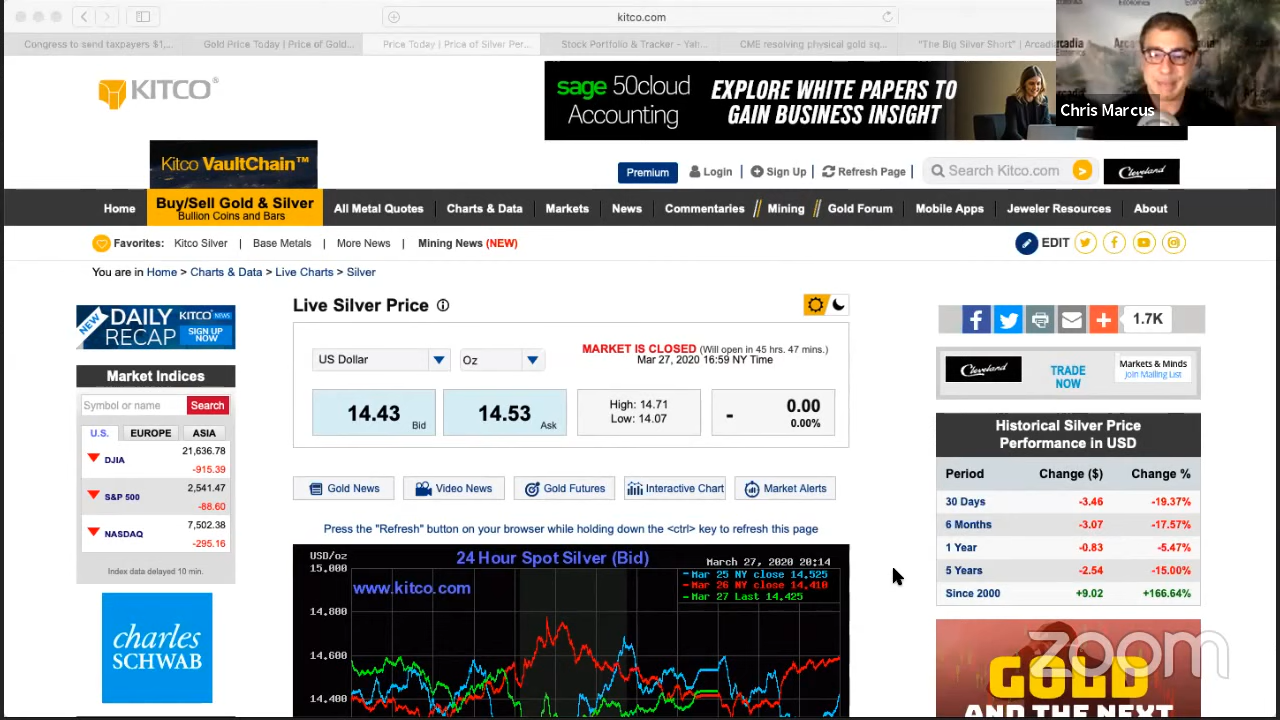 kitco.com
Congress to send taxpayers $1,...
Gold Price Today | Price of Gold...
Price Today | Price of Silver Per...
Stock Portfolio & Tracker - Yah...
CME resolving physical gold sq...
"The Big Silver Short" | Arcadi...
KITCO®
sage 50cloud
Accounting
EXPLORE WHITE PAPERS TO
GAIN BUSINESS INSIGHT
Chris Marcus
Kitco VaultChain™
Premium
Login | Sign Up | Refresh Page |
Search Kitco.com
Cleveland
Home
Buy/Sell Gold & Silver
Bullion Coins and Bars
All Metal Quotes
Charts & Data
Markets
News
Commentaries
Mining
Gold Forum
Mobile Apps
Jeweler Resources
About
Favorites: Kitco Silver | Base Metals | More News | Mining News (NEW)
EDIT
You are in Home > Charts & Data > Live Charts > Silver
NEW
DAILY
RECAP
KITCO NEWS
SIGN UP
NOW
Market Indices
Symbol or name
Search
U.S. EUROPE ASIA
DJIA 21,636.78
-915.39
S&P 500 2,541.47
-88.60
NASDAQ 7,502.38
-295.16
Index data delayed 10 min.
charles
SCHWAB
Live Silver Price
US Dollar
Oz
MARKET IS CLOSED (Will open in 45 hrs. 47 mins.)
Mar 27, 2020 16:59 NY Time
14.43 Bid
14.53 Ask
High: 14.71
Low: 14.07
- 0.00
0.00%
Gold News
Video News
Gold Futures
Interactive Chart
Market Alerts
Press the "Refresh" button on your browser while holding down the <ctrl> key to refresh this page
USD/oz
24 Hour Spot Silver (Bid)
March 27, 2020 20:14
www.kitco.com
Mar 25 NY close 14.525
Mar 26 NY close 14.410
Mar 27 Last 14.425
15.000
14.800
14.600
14.400
1.7K
Cleveland
TRADE
NOW
Markets & Minds
Join Mailing List
Historical Silver Price
Performance in USD
Period Change ($) Change %
30 Days -3.46 -19.37%
6 Months -3.07 -17.57%
1 Year -0.83 -5.47%
5 Years -2.54 -15.00%
Since 2000 +9.02 +166.64%
GOLD
AND THE NEXT
zoom